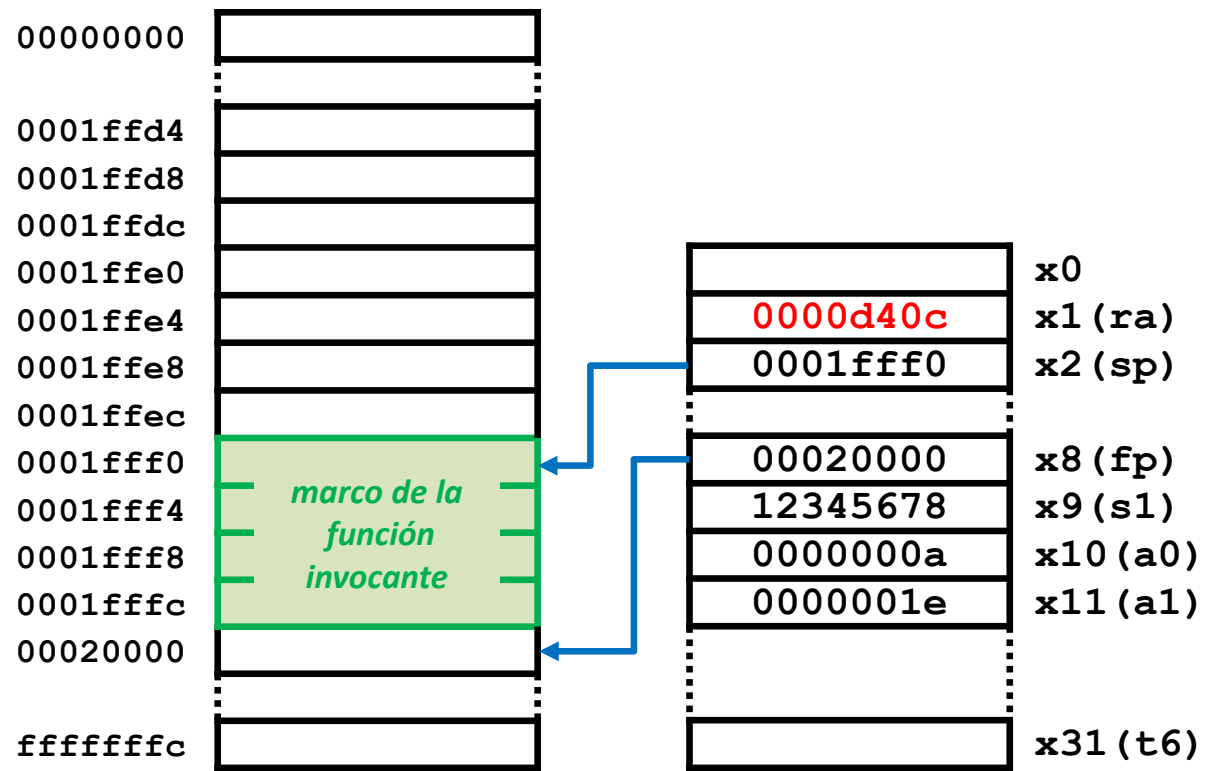 00000000
0001ffd4
0001ffd8
0001ffdc
0001ffe0
0001ffe4
0001ffe8
0001ffec
0001fff0
0001fff4
0001fff8
0001fffc
00020000
fffffffc
marco de la
función
invocante
x0
0000d40c x1(ra)
0001fff0 x2(sp)
00020000 x8(fp)
12345678 x9(s1)
0000000a x10(a0)
0000001e x11(a1)
x31(t6)